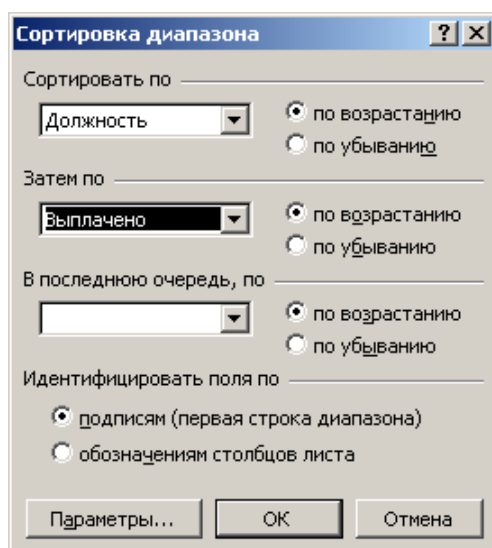 Сортировка диапазона
Сортировать по
Должность
по возрастанию
по убыванию
Затем по
Выплачено
по возрастанию
по убыванию
В последнюю очередь, по
по возрастанию
по убыванию
Идентифицировать поля по
подписям (первая строка диапазона)
обозначениям столбцов листа
Параметры...
ОК
Отмена